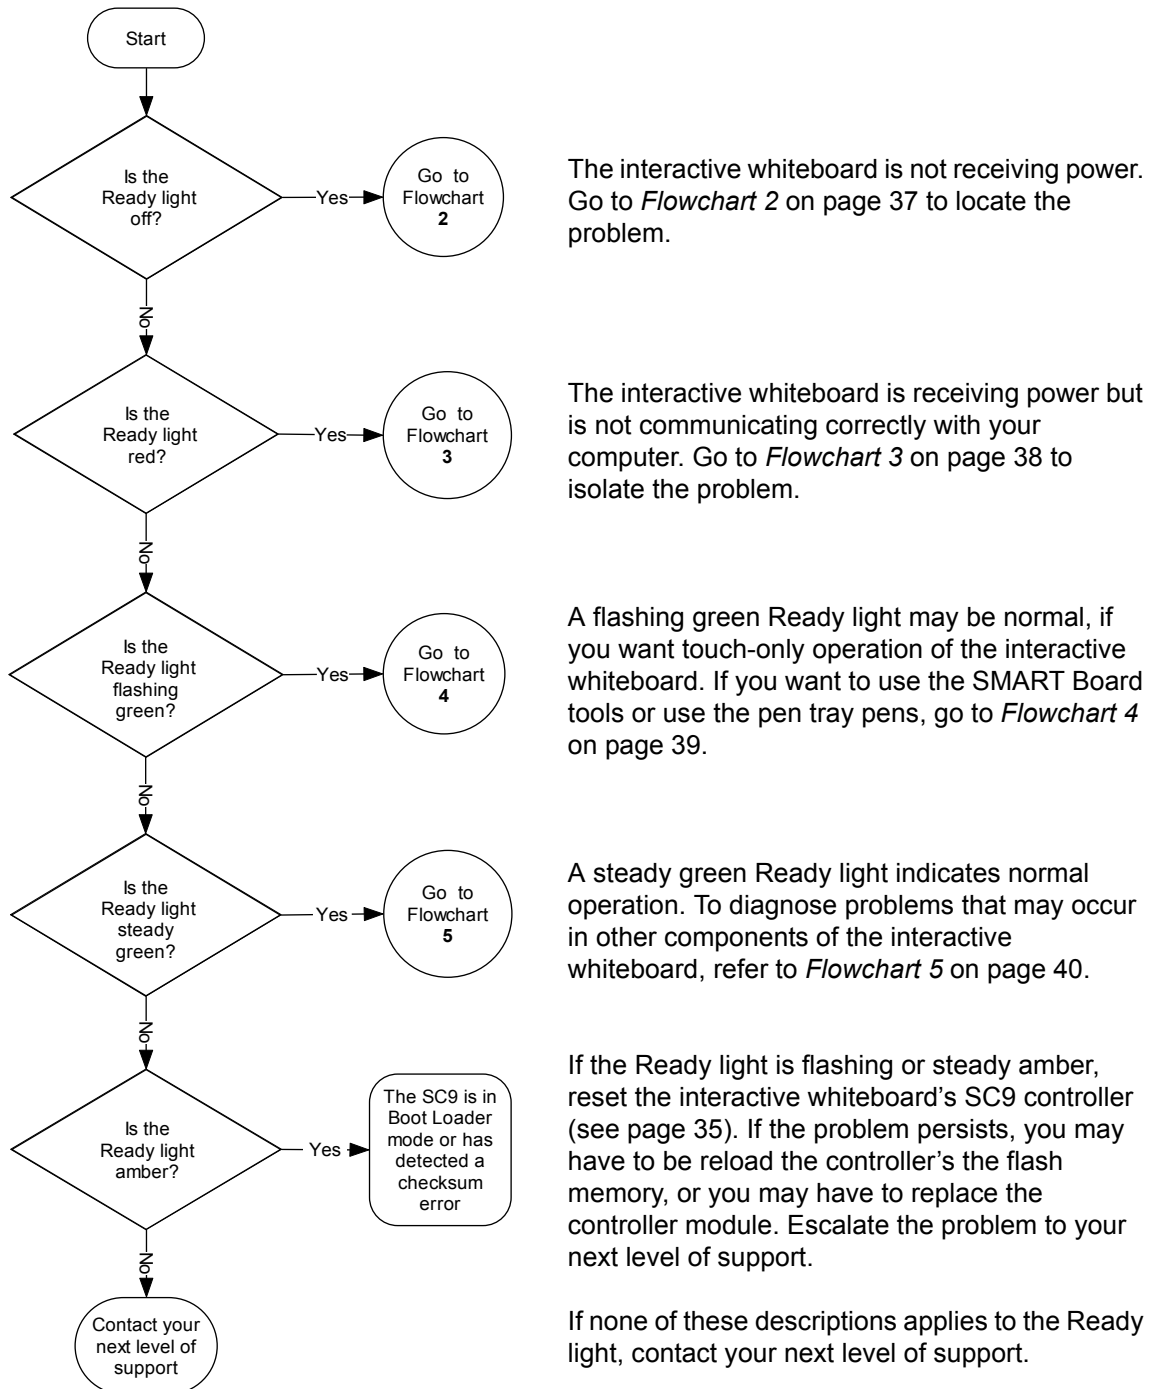 Start
Is the
Ready light
off?
Yes
Go to
Flowchart
2
The interactive whiteboard is not receiving power.
Go to Flowchart 2 on page 37 to locate the
problem.
No
Is the
Ready light
red?
Yes
Go to
Flowchart
3
The interactive whiteboard is receiving power but
is not communicating correctly with your
computer. Go to Flowchart 3 on page 38 to
isolate the problem.
No
Is the
Ready light
flashing
green?
Yes
Go to
Flowchart
4
A flashing green Ready light may be normal, if
you want touch-only operation of the interactive
whiteboard. If you want to use the SMART Board
tools or use the pen tray pens, go to Flowchart 4
on page 39.
No
Is the
Ready light
steady
green?
Yes
Go to
Flowchart
5
A steady green Ready light indicates normal
operation. To diagnose problems that may occur
in other components of the interactive
whiteboard, refer to Flowchart 5 on page 40.
No
Is the
Ready light
amber?
Yes
The SC9 is in
Boot Loader
mode or has
detected a
checksum
error
If the Ready light is flashing or steady amber,
reset the interactive whiteboard’s SC9 controller
(see page 35). If the problem persists, you may
have to be reload the controller’s the flash
memory, or you may have to replace the
controller module. Escalate the problem to your
next level of support.
No
Contact your
next level of
support
If none of these descriptions applies to the Ready
light, contact your next level of support.